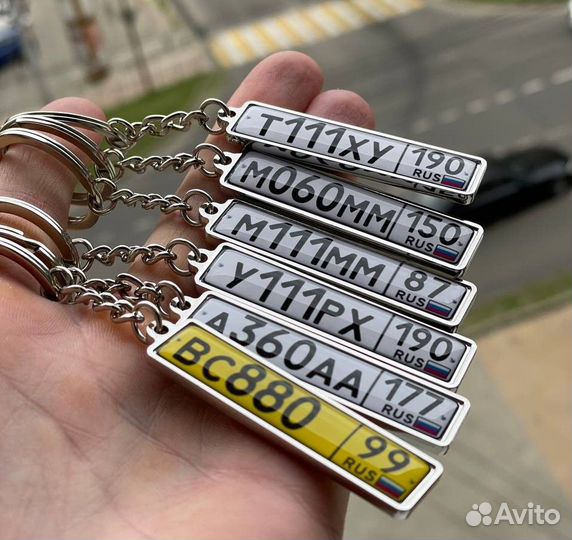 Т111ХУ 190 RUS
М060ММ 150 RUS
М111ММ 87 RUS
У111РХ 190 RUS
А360АА 177 RUS
ВС880 99 RUS
Avito